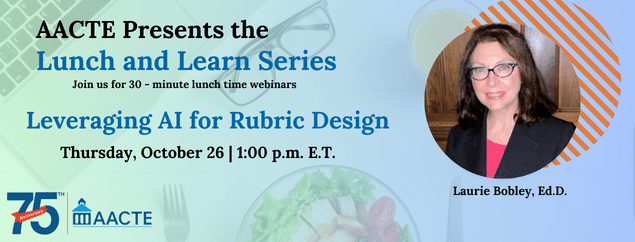 AACTE Presents the
Lunch and Learn Series
Join us for 30 - minute lunch time webinars
Leveraging AI for Rubric Design
Thursday, October 26 | 1:00 p.m. E.T.
Laurie Bobley, Ed.D.
75TH
Anniversary
AACTE